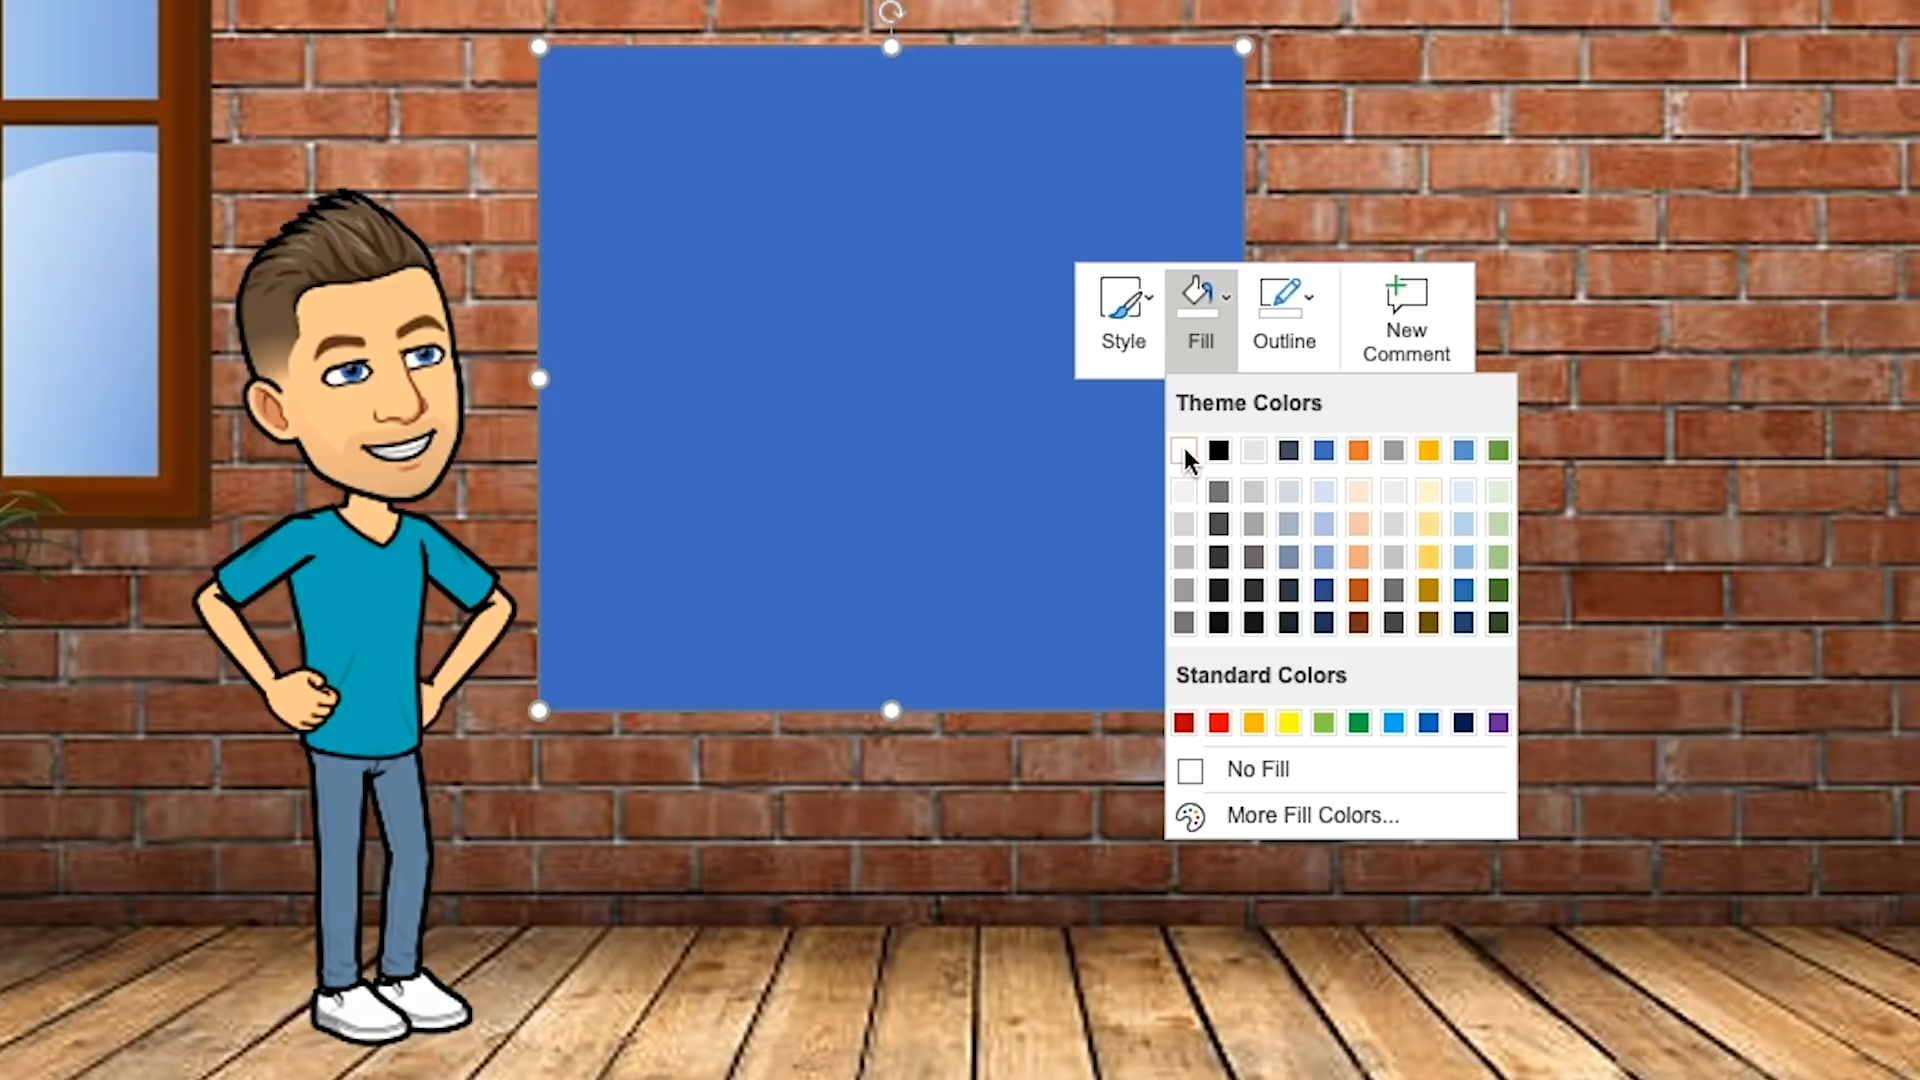 Style
Fill
Outline
New
Comment
Theme Colors
Standard Colors
No Fill
More Fill Colors...